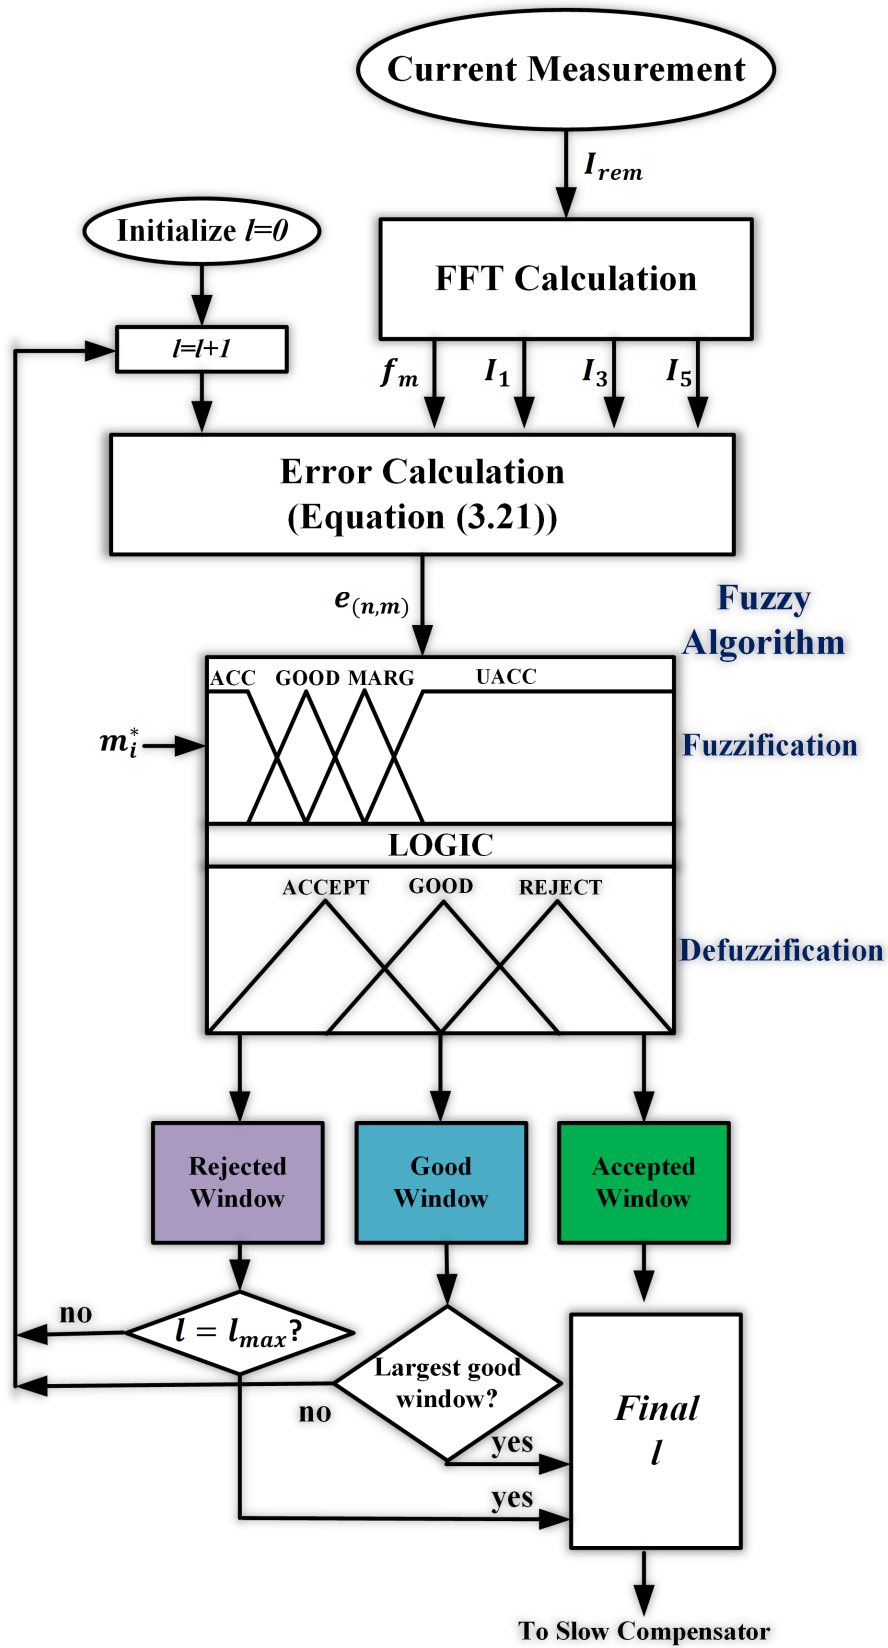 Current Measurement
I_rem
Initialize l=0
FFT Calculation
l=l+1
f_m I_1 I_3 I_5
Error Calculation
(Equation (3.21))
e_(n,m)
Fuzzy
Algorithm
ACC GOOD MARG UACC
m_i^*
Fuzzification
LOGIC
ACCEPT GOOD REJECT
Defuzzification
Rejected
Window
Good
Window
Accepted
Window
no
l = l_max?
Largest good
window?
no
Final
l
yes
yes
To Slow Compensator